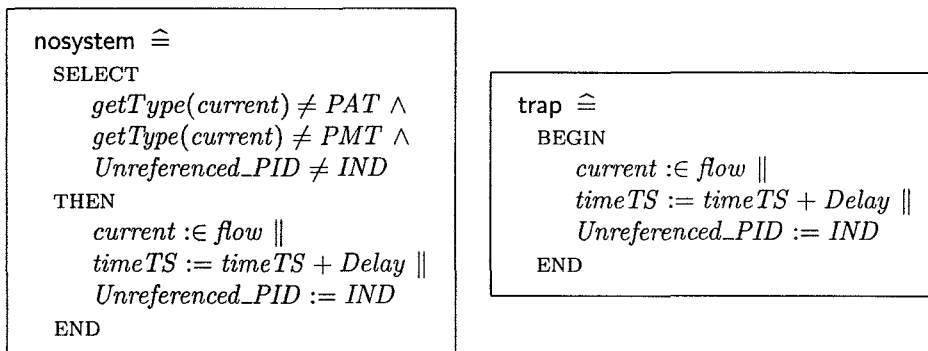 nosystem ≙
SELECT
getType(current) ≠ PAT ∧
getType(current) ≠ PMT ∧
Unreferenced_PID ≠ IND
THEN
current :∈ flow ||
timeTS := timeTS + Delay ||
Unreferenced_PID := IND
END
trap ≙
BEGIN
current :∈ flow ||
timeTS := timeTS + Delay ||
Unreferenced_PID := IND
END